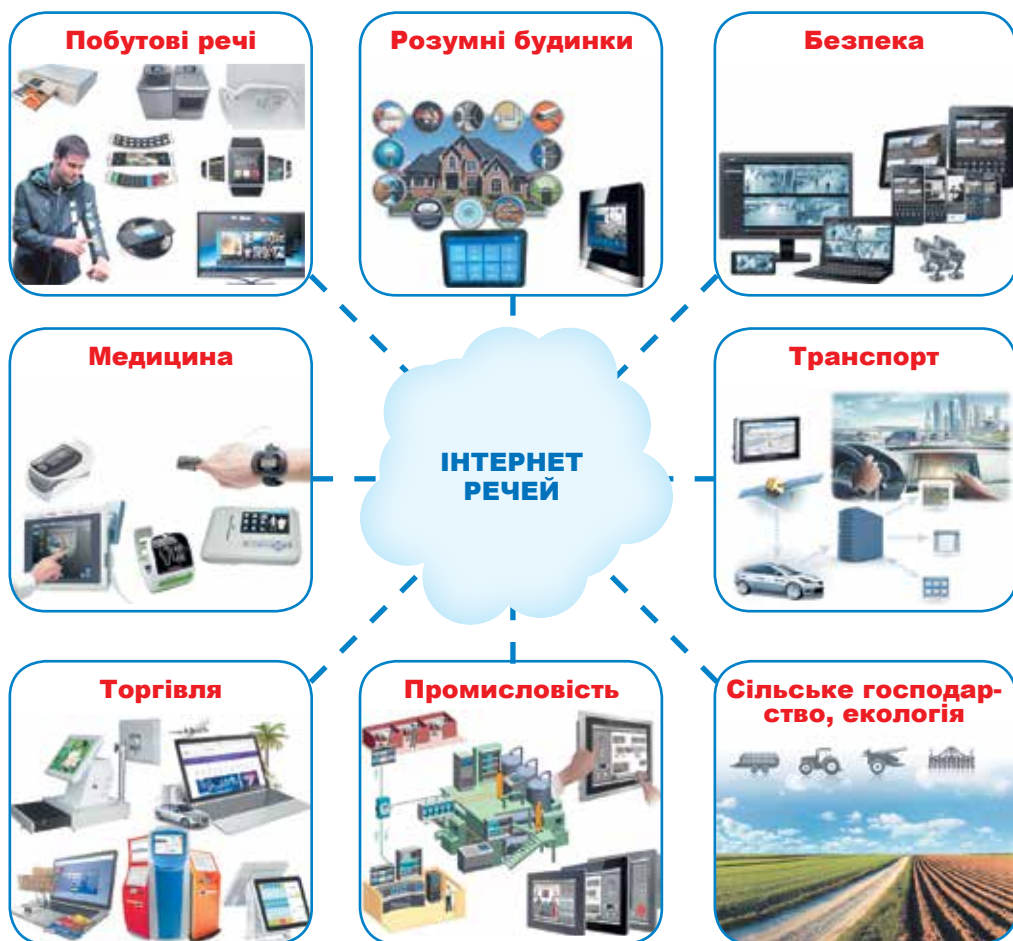 Побутові речі
Розумні будинки
Безпека
Медицина
ІНТЕРНЕТ
РЕЧЕЙ
Транспорт
Торгівля
Промисловість
Сільське господар-
ство, екологія